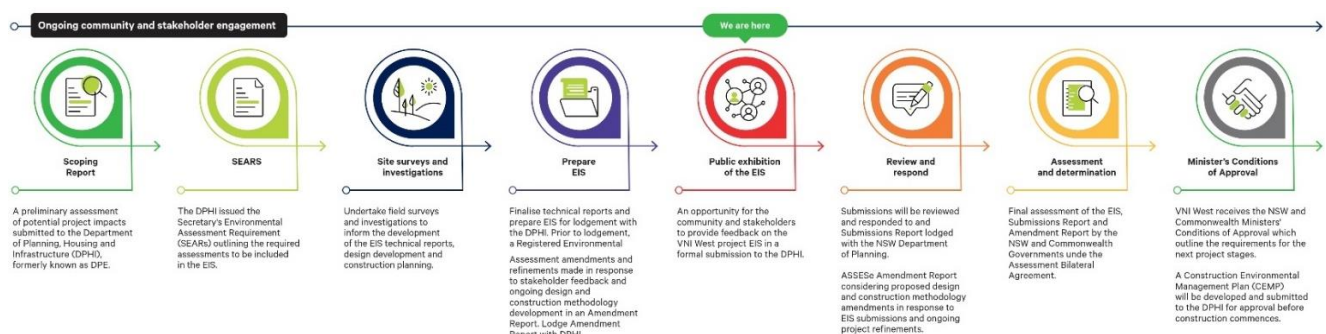 Ongoing community and stakeholder engagement
We are here
Scoping
Report
A preliminary assessment
of potential project impacts
submitted to the Department
of Planning, Housing and
Infrastructure (DPHI),
formerly known as DPE.
SEARS
The DPHI issued the
Secretary's Environmental
Assessment Requirement
(SEARs) outlining the required
assessments to be included
in the EIS.
Site surveys and
investigations
Undertake field surveys
and investigations to
inform the development
of the EIS technical reports,
design development and
construction planning.
Prepare
EIS
Finalise technical reports and
prepare EIS for lodgement with
the DPHI. Prior to lodgement,
a Registered Environmental
Assessment amendments and
refinements made in response
to stakeholder feedback and
ongoing design and
construction methodology
development in an Amendment
Report. Lodge Amendment
Report with DPHI
Public exhibition
of the EIS
An opportunity for the
community and stakeholders
to provide feedback on the
VNI West project EIS in a
formal submission to the DPHI.
Review and
respond
Submissions will be reviewed
and responded to and
Submissions Report lodged
with the NSW Department
of Planning.
ASSESe Amendment Report
considering proposed design
and construction methodology
amendments in response to
EIS submissions and ongoing
project refinements.
Assessment
and determination
Final assessment of the EIS,
Submissions Report and
Amendment Report by the
NSW and Commonwealth
Governments unde the
Assessment Bilateral
Agreement.
Minister's Conditions
of Approval
VNI West receives the NSW and
Commonwealth Ministers'
Conditions of Approval which
outline the requirements for the
next project stages.
A Construction Environmental
Management Plan (CEMP)
will be developed and submitted
to the DPHI for approval before
construction commences.